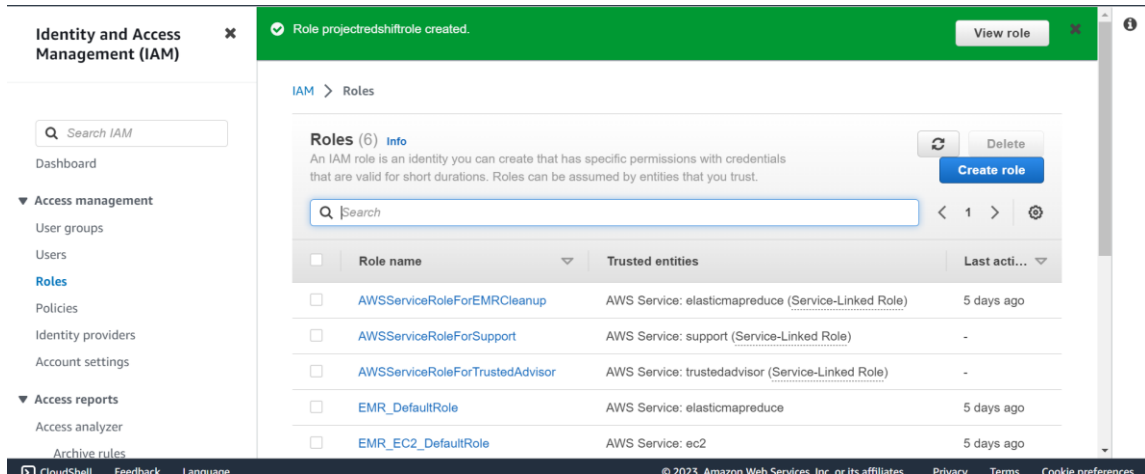 Identity and Access
Management (IAM)
Search IAM
Dashboard
Access management
User groups
Users
Roles
Policies
Identity providers
Account settings
Access reports
Access analyzer
Archive rules
Role projectredshiftrole created.
View role
IAM > Roles
Roles (6) Info
An IAM role is an identity you can create that has specific permissions with credentials
that are valid for short durations. Roles can be assumed by entities that you trust.
Delete
Create role
Search
1
Role name Trusted entities Last acti...
AWSServiceRoleForEMRCleanup AWS Service: elasticmapreduce (Service-Linked Role) 5 days ago
AWSServiceRoleForSupport AWS Service: support (Service-Linked Role) -
AWSServiceRoleForTrustedAdvisor AWS Service: trustedadvisor (Service-Linked Role) -
EMR_DefaultRole AWS Service: elasticmapreduce 5 days ago
EMR_EC2_DefaultRole AWS Service: ec2 5 days ago
CloudShell Feedback Language © 2023, Amazon Web Services, Inc. or its affiliates. Privacy Terms Cookie preferences